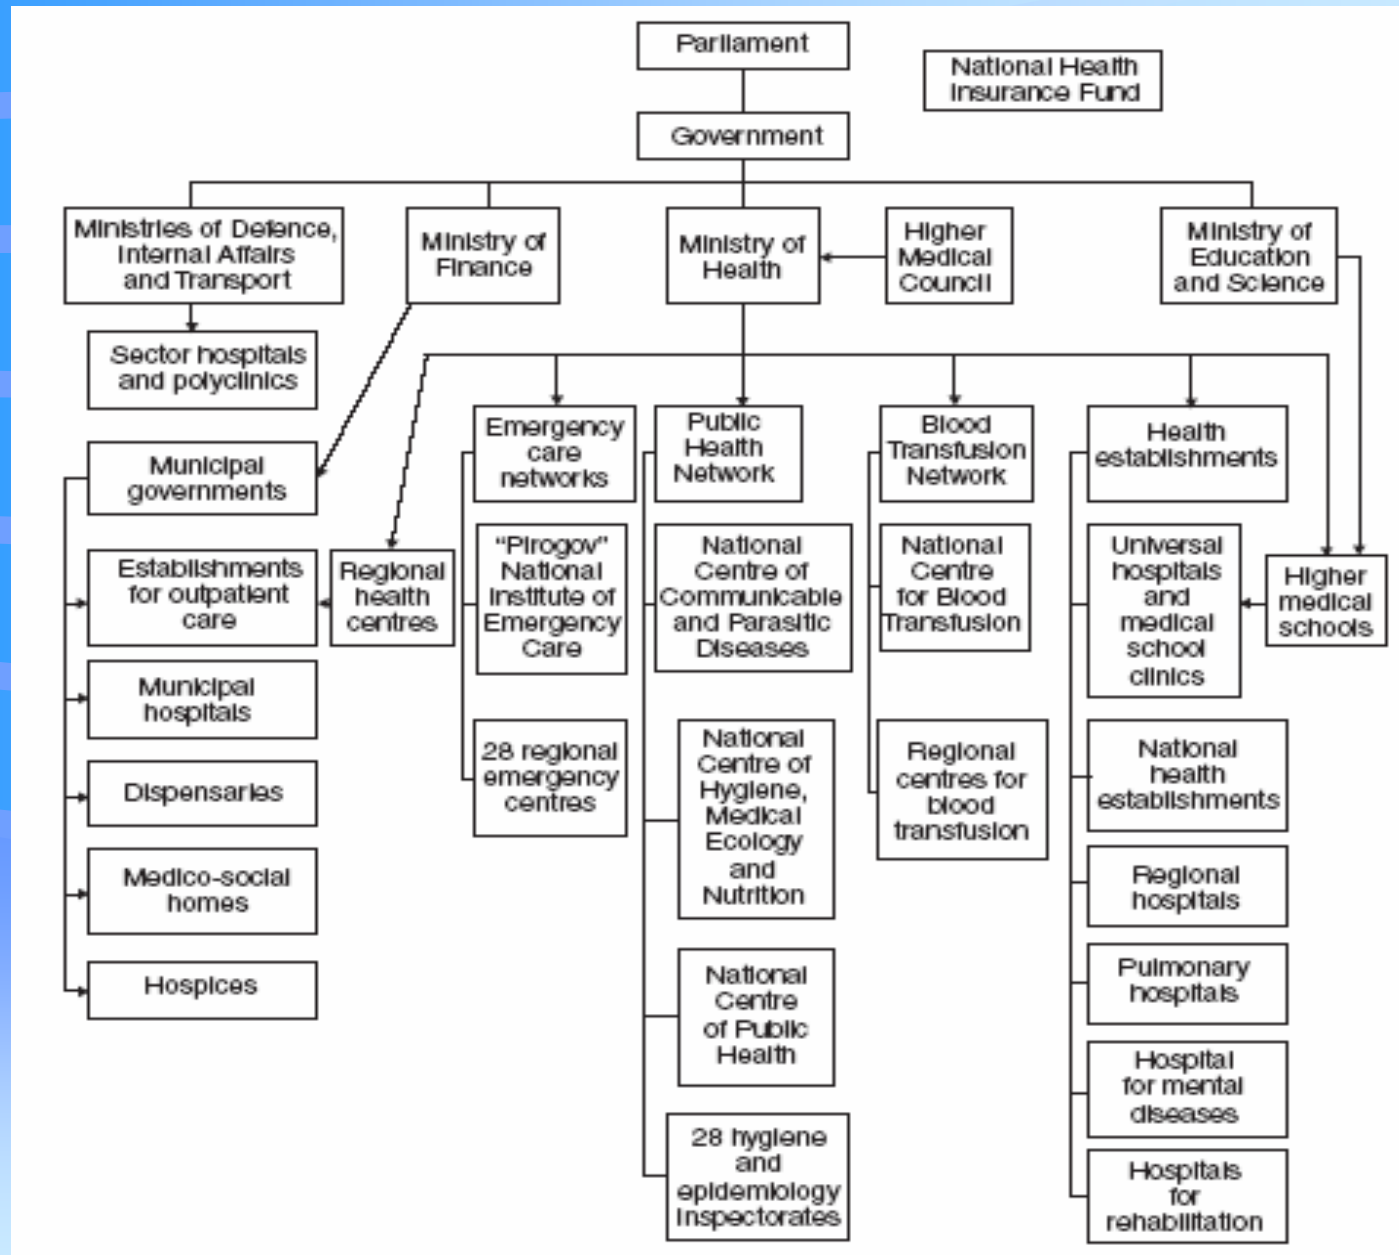 Parliament
National Health
Insurance Fund
Government
Ministries of Defence,
Internal Affairs
and Transport
Ministry of
Finance
Ministry of
Health
Higher
Medical
Council
Ministry of
Education
and Science
Sector hospitals
and polyclinics
Municipal
governments
Emergency
care
networks
Public
Health
Network
Blood
Transfusion
Network
Health
establishments
Establishments
for outpatient
care
Regional
health
centres
"Pirogov"
National
Institute of
Emergency
Care
National
Centre of
Communicable
and Parasitic
Diseases
National
Centre
for Blood
Transfusion
Universal
hospitals
and
medical
school
clinics
Higher
medical
schools
Municipal
hospitals
Dispensaries
Medico-social
homes
Hospices
28 regional
emergency
centres
National
Centre of
Hygiene,
Medical
Ecology
and
Nutrition
National
Centre
of Public
Health
28 hygiene
and
epidemiology
inspectorates
Regional
centres for
blood
transfusion
National
health
establishments
Regional
hospitals
Pulmonary
hospitals
Hospital
for mental
diseases
Hospitals
for
rehabilitation